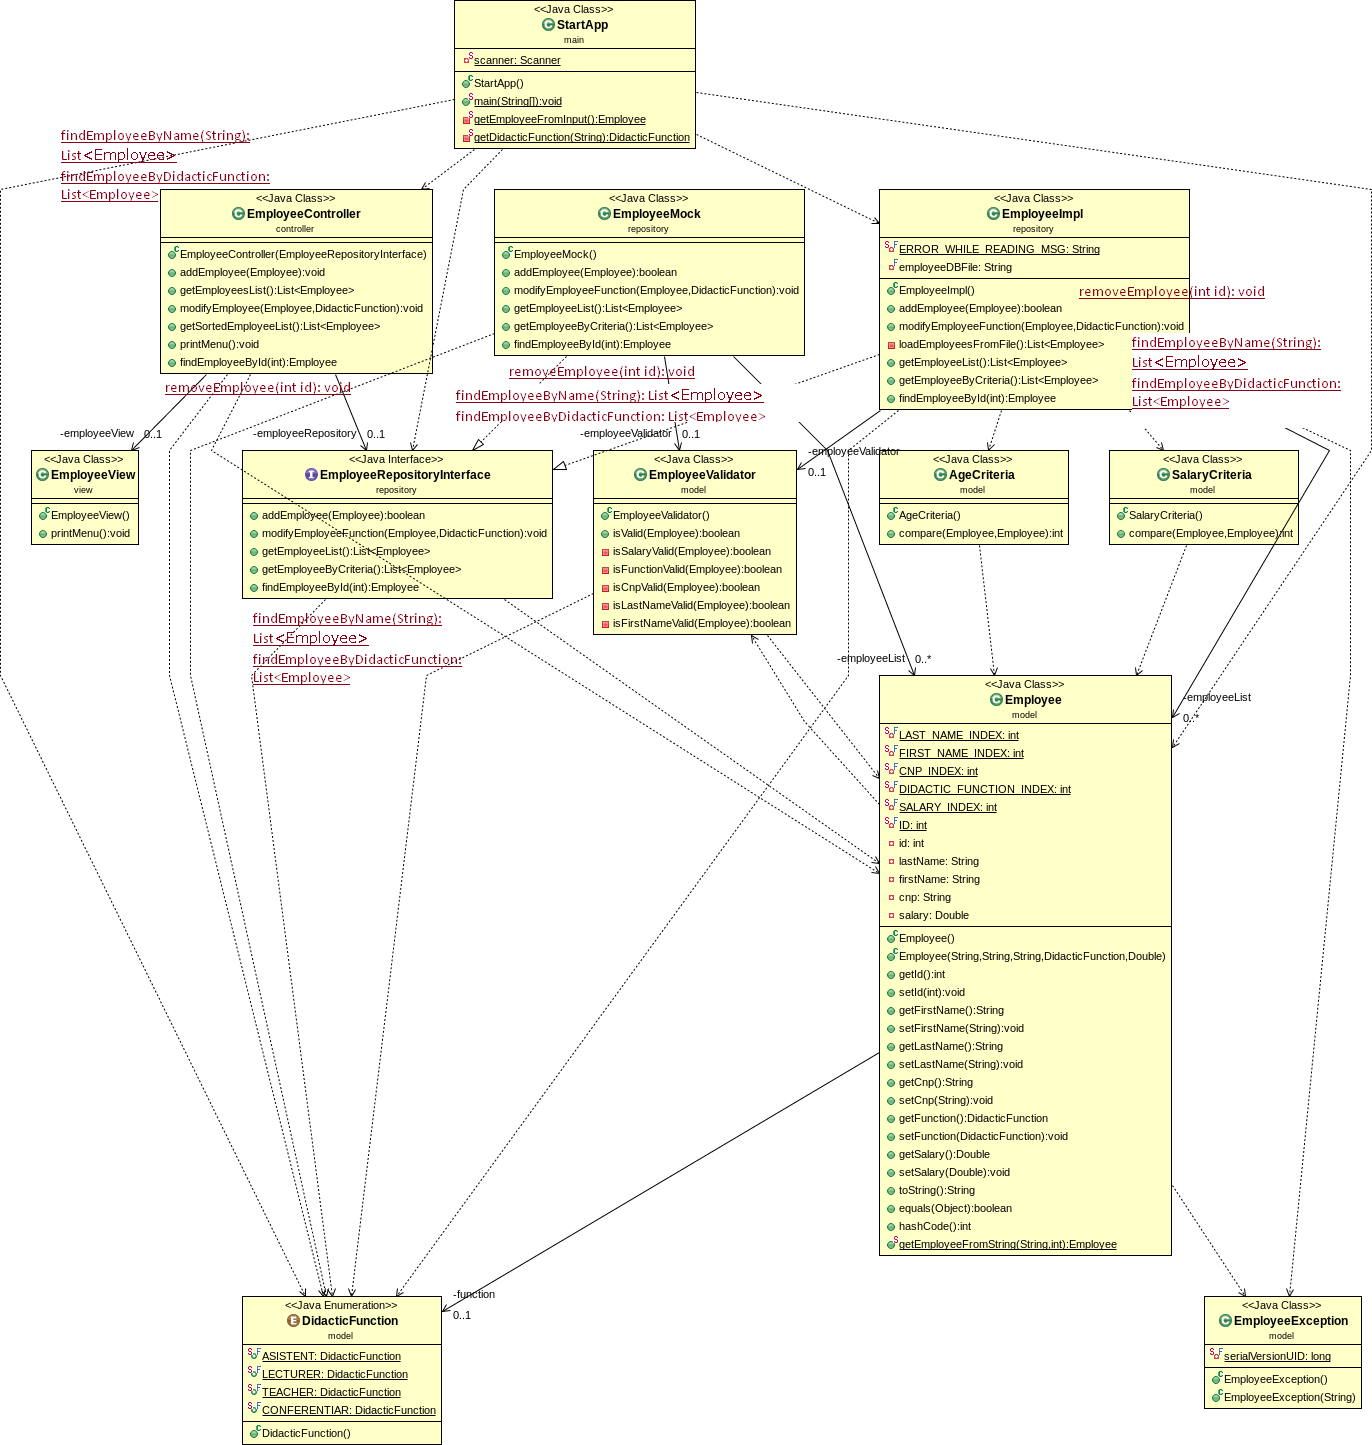 <<Java Class>>
StartApp
main
scanner: Scanner
StartApp()
main(String[]):void
getEmployeeFromInput():Employee
getDidacticFunction(String):DidacticFunction
findEmployeeByName(String):
List<Employee>
findEmployeeByDidacticFunction:
List<Employee>
<<Java Class>>
EmployeeController
controller
EmployeeController(EmployeeRepositoryInterface)
addEmployee(Employee):void
getEmployeesList():List<Employee>
modifyEmployee(Employee,DidacticFunction):void
getSortedEmployeeList():List<Employee>
printMenu():void
findEmployeeById(int):Employee
removeEmployee(int id): void
<<Java Class>>
EmployeeMock
repository
EmployeeMock()
addEmployee(Employee):boolean
modifyEmployeeFunction(Employee,DidacticFunction):void
getEmployeeList():List<Employee>
getEmployeeByCriteria():List<Employee>
findEmployeeById(int):Employee
removeEmployee(int id): void
findEmployeeByName(String): List<Employee>
findEmployeeByDidacticFunction: List<Employee>
<<Java Class>>
EmployeeImpl
repository
ERROR_WHILE_READING_MSG: String
employeeDBFile: String
EmployeeImpl()
addEmployee(Employee):boolean
modifyEmployeeFunction(Employee,DidacticFunction):void
loadEmployeesFromFile():List<Employee>
getEmployeeList():List<Employee>
getEmployeeByCriteria():List<Employee>
findEmployeeById(int):Employee
removeEmployee(int id): void
findEmployeeByName(String):
List<Employee>
findEmployeeByDidacticFunction:
List<Employee>
-employeeView 0..1
-employeeRepository 0..1
-employeeValidator 0..1
-employeeValidator
0..1
<<Java Class>>
EmployeeView
view
EmployeeView()
printMenu():void
<<Java Interface>>
EmployeeRepositoryInterface
repository
addEmployee(Employee):boolean
modifyEmployeeFunction(Employee,DidacticFunction):void
getEmployeeList():List<Employee>
getEmployeeByCriteria():List<Employee>
findEmployeeById(int):Employee
findEmployeeByName(String):
List<Employee>
findEmployeeByDidacticFunction:
List<Employee>
<<Java Class>>
EmployeeValidator
model
EmployeeValidator()
isValid(Employee):boolean
isSalaryValid(Employee):boolean
isFunctionValid(Employee):boolean
isCnpValid(Employee):boolean
isLastNameValid(Employee):boolean
isFirstNameValid(Employee):boolean
<<Java Class>>
AgeCriteria
model
AgeCriteria()
compare(Employee,Employee):int
<<Java Class>>
SalaryCriteria
model
SalaryCriteria()
compare(Employee,Employee):int
-employeeList 0..*
-employeeList
0..*
<<Java Class>>
Employee
model
LAST_NAME_INDEX: int
FIRST_NAME_INDEX: int
CNP_INDEX: int
DIDACTIC_FUNCTION_INDEX: int
SALARY_INDEX: int
ID: int
id: int
lastName: String
firstName: String
cnp: String
salary: Double
Employee()
Employee(String,String,String,DidacticFunction,Double)
getId():int
setId(int):void
getFirstName():String
setFirstName(String):void
getLastName():String
setLastName(String):void
getCnp():String
setCnp(String):void
getFunction():DidacticFunction
setFunction(DidacticFunction):void
getSalary():Double
setSalary(Double):void
toString():String
equals(Object):boolean
hashCode():int
getEmployeeFromString(String,int):Employee
-function
0..1
<<Java Enumeration>>
DidacticFunction
model
ASISTENT: DidacticFunction
LECTURER: DidacticFunction
TEACHER: DidacticFunction
CONFERENTIAR: DidacticFunction
DidacticFunction()
<<Java Class>>
EmployeeException
model
serialVersionUID: long
EmployeeException()
EmployeeException(String)